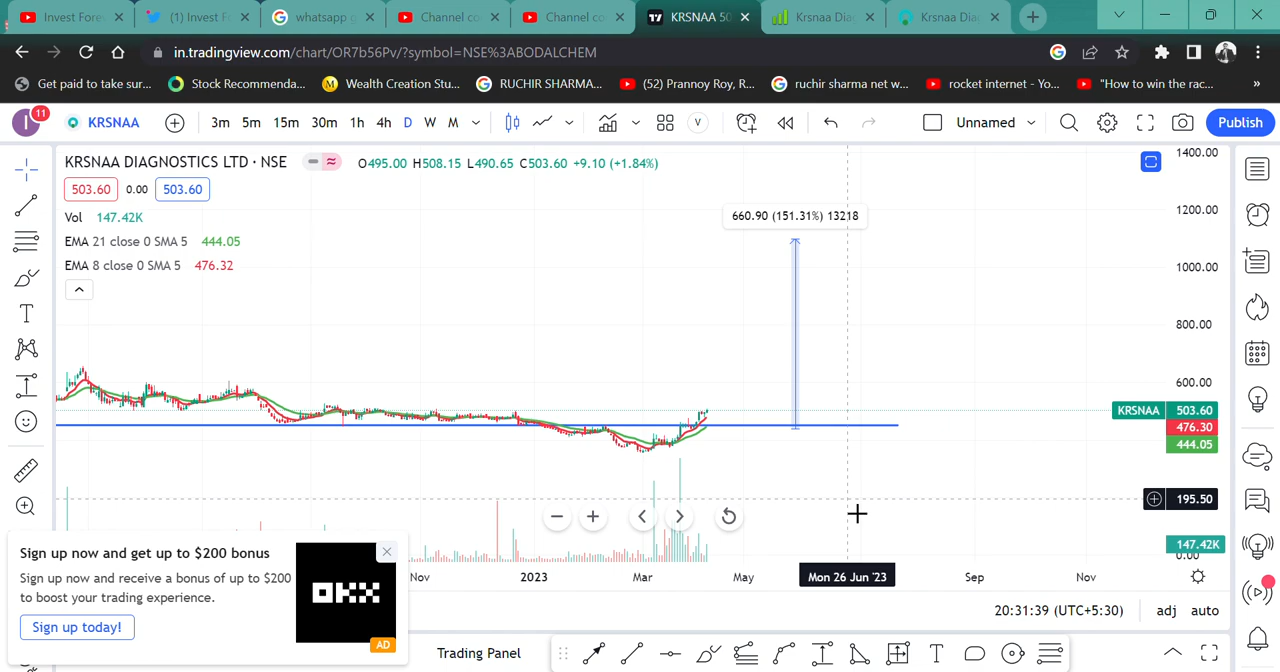 Invest Fores
(1) Invest F
whatsapp g
Channel co
Channel co
KRSNAA 50
Krsnaa Dia
Krsnaa Dia
in.tradingview.com/chart/OR7b56Pv/?symbol=NSE%3ABODALCHEM
Get paid to take sur...
Stock Recommenda...
Wealth Creation Stu...
RUCHIR SHARMA...
(52) Prannoy Roy, R...
ruchir sharma net w...
rocket internet - Yo...
"How to win the rac...
»
I
11
KRSNAA
3m 5m 15m 30m 1h 4h D W M
V
Unnamed
Publish
KRSNAA DIAGNOSTICS LTD · NSE
O495.00 H508.15 L490.65 C503.60 +9.10 (+1.84%)
503.60 0.00 503.60
Vol 147.42K
EMA 21 close 0 SMA 5 444.05
EMA 8 close 0 SMA 5 476.32
660.90 (151.31%) 13218
1400.00
1200.00
1000.00
800.00
600.00
KRSNAA 503.60
476.30
444.05
195.50
147.42K
0.00
Nov 2023 Mar May Mon 26 Jun '23 Sep Nov
Sign up now and get up to $200 bonus
Sign up now and receive a bonus of up to $200
to boost your trading experience.
Sign up today!
OKX
AD
20:31:39 (UTC+5:30) adj auto
Trading Panel
T